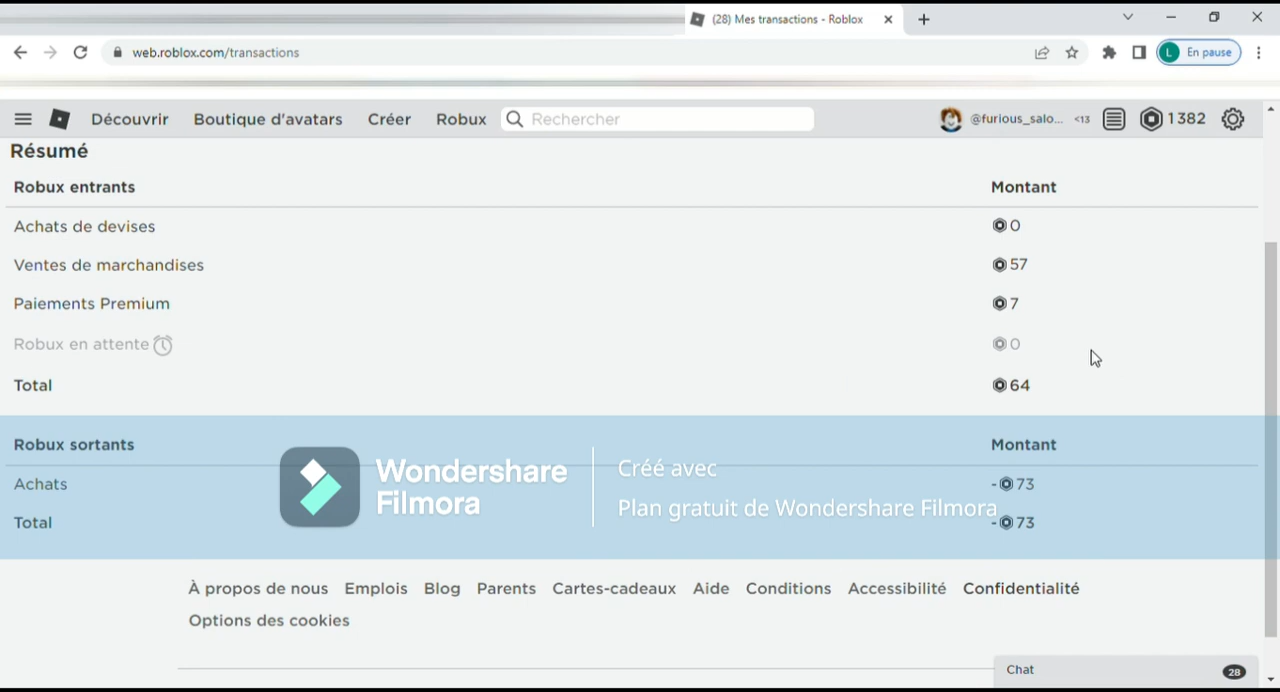 (28) Mes transactions - Roblox
web.roblox.com/transactions
L En pause
Découvrir Boutique d'avatars Créer Robux Rechercher @furious_salo... <13 1 382
Résumé
Robux entrants Montant
Achats de devises 0
Ventes de marchandises 57
Paiements Premium 7
Robux en attente 0
Total 64
Robux sortants Montant
Achats -73
Total -73
Wondershare
Filmora
Créé avec
Plan gratuit de Wondershare Filmora
À propos de nous Emplois Blog Parents Cartes-cadeaux Aide Conditions Accessibilité Confidentialité
Options des cookies
Chat 28